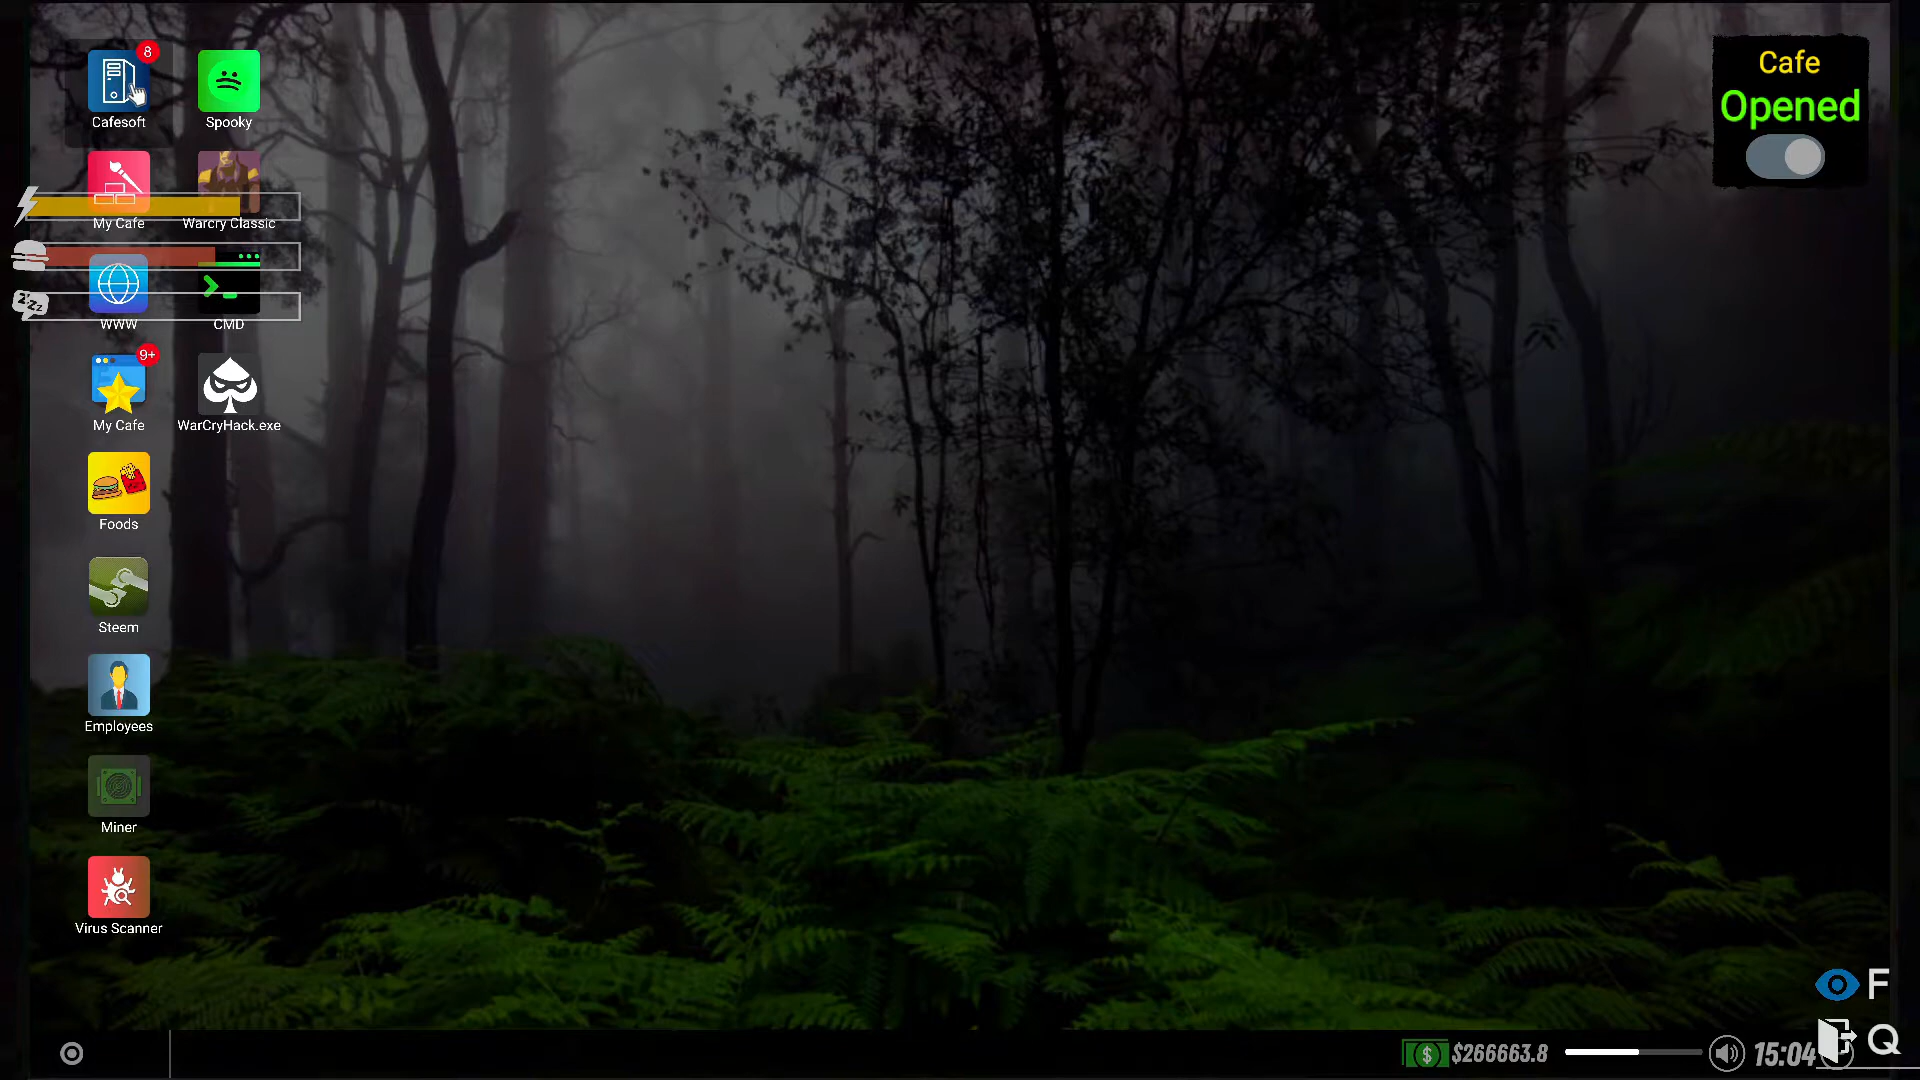 8
Cafesoft
Spooky
My Cafe
Warcry Classic
WWW
CMD
9+
My Cafe
WarCryHack.exe
Foods
Steem
Employees
Miner
Virus Scanner
Cafe
Opened
F
Q
$266663.8
15:04